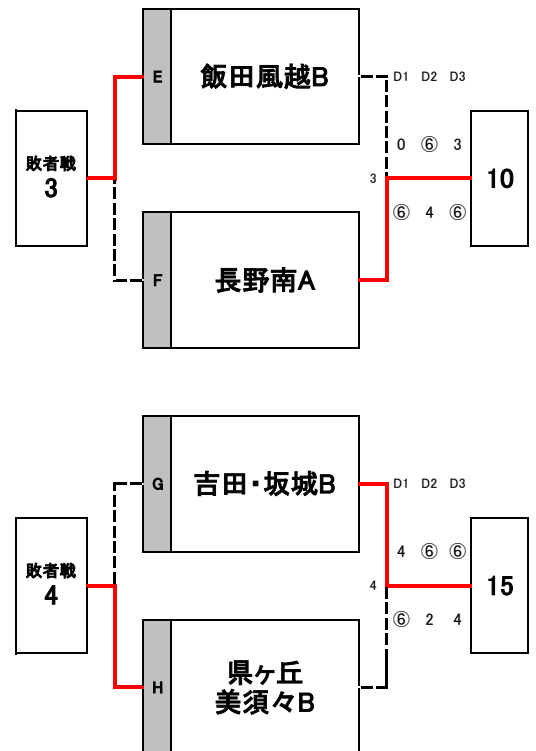 E
飯田風越B
D1 D2 D3
0 ⑥ 3
敗者戦
3
3
10
⑥ 4 ⑥
F
長野南A
G
吉田・坂城B
D1 D2 D3
4 ⑥ ⑥
敗者戦
4
4
15
⑥ 2 4
H
県ヶ丘
美須々B